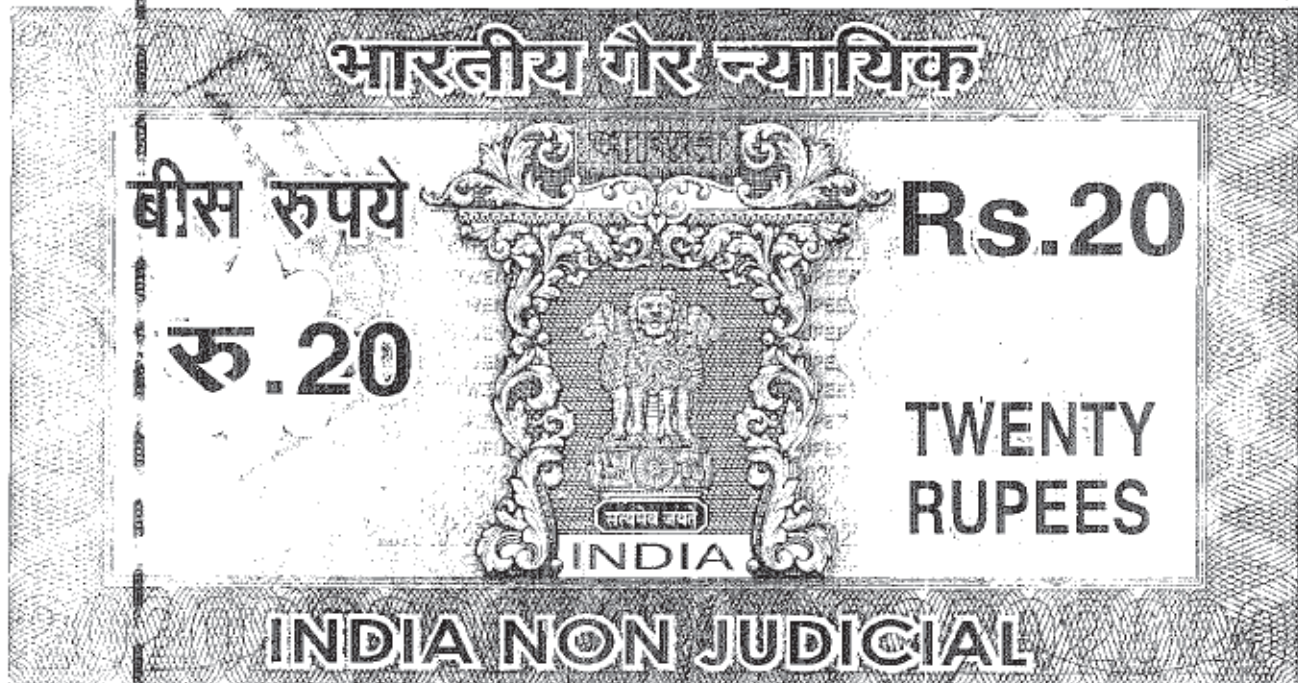 भारतीय गैर न्यायिक
बीस रुपये
Rs.20
रु.20
TWENTY
RUPEES
सत्यमेव जयते
INDIA
INDIA NON JUDICIAL